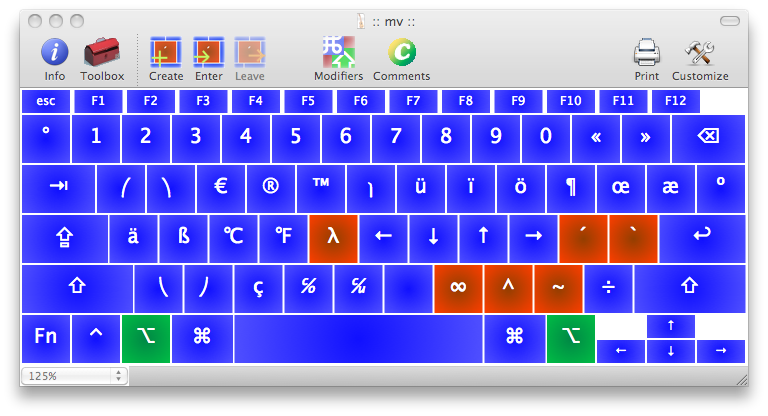 :: mv ::
Info Toolbox Create Enter Leave Modifiers Comments Print Customize
esc F1 F2 F3 F4 F5 F6 F7 F8 F9 F10 F11 F12
° 1 2 3 4 5 6 7 8 9 0 « » ⌫
⇥ ⎛ ⎞ € ® ™ ü ï ö ¶ œ æ º
⇪ ä ß ℃ ℉ λ ← ↓ ↑ → ´ ` ↩
⇧ ⎝ ⎠ ç ℅ ∞ ^ ~ ÷ ⇧
Fn ^ ⌥ ⌘ ⌘ ⌥ ↑
← ↓ →
125%